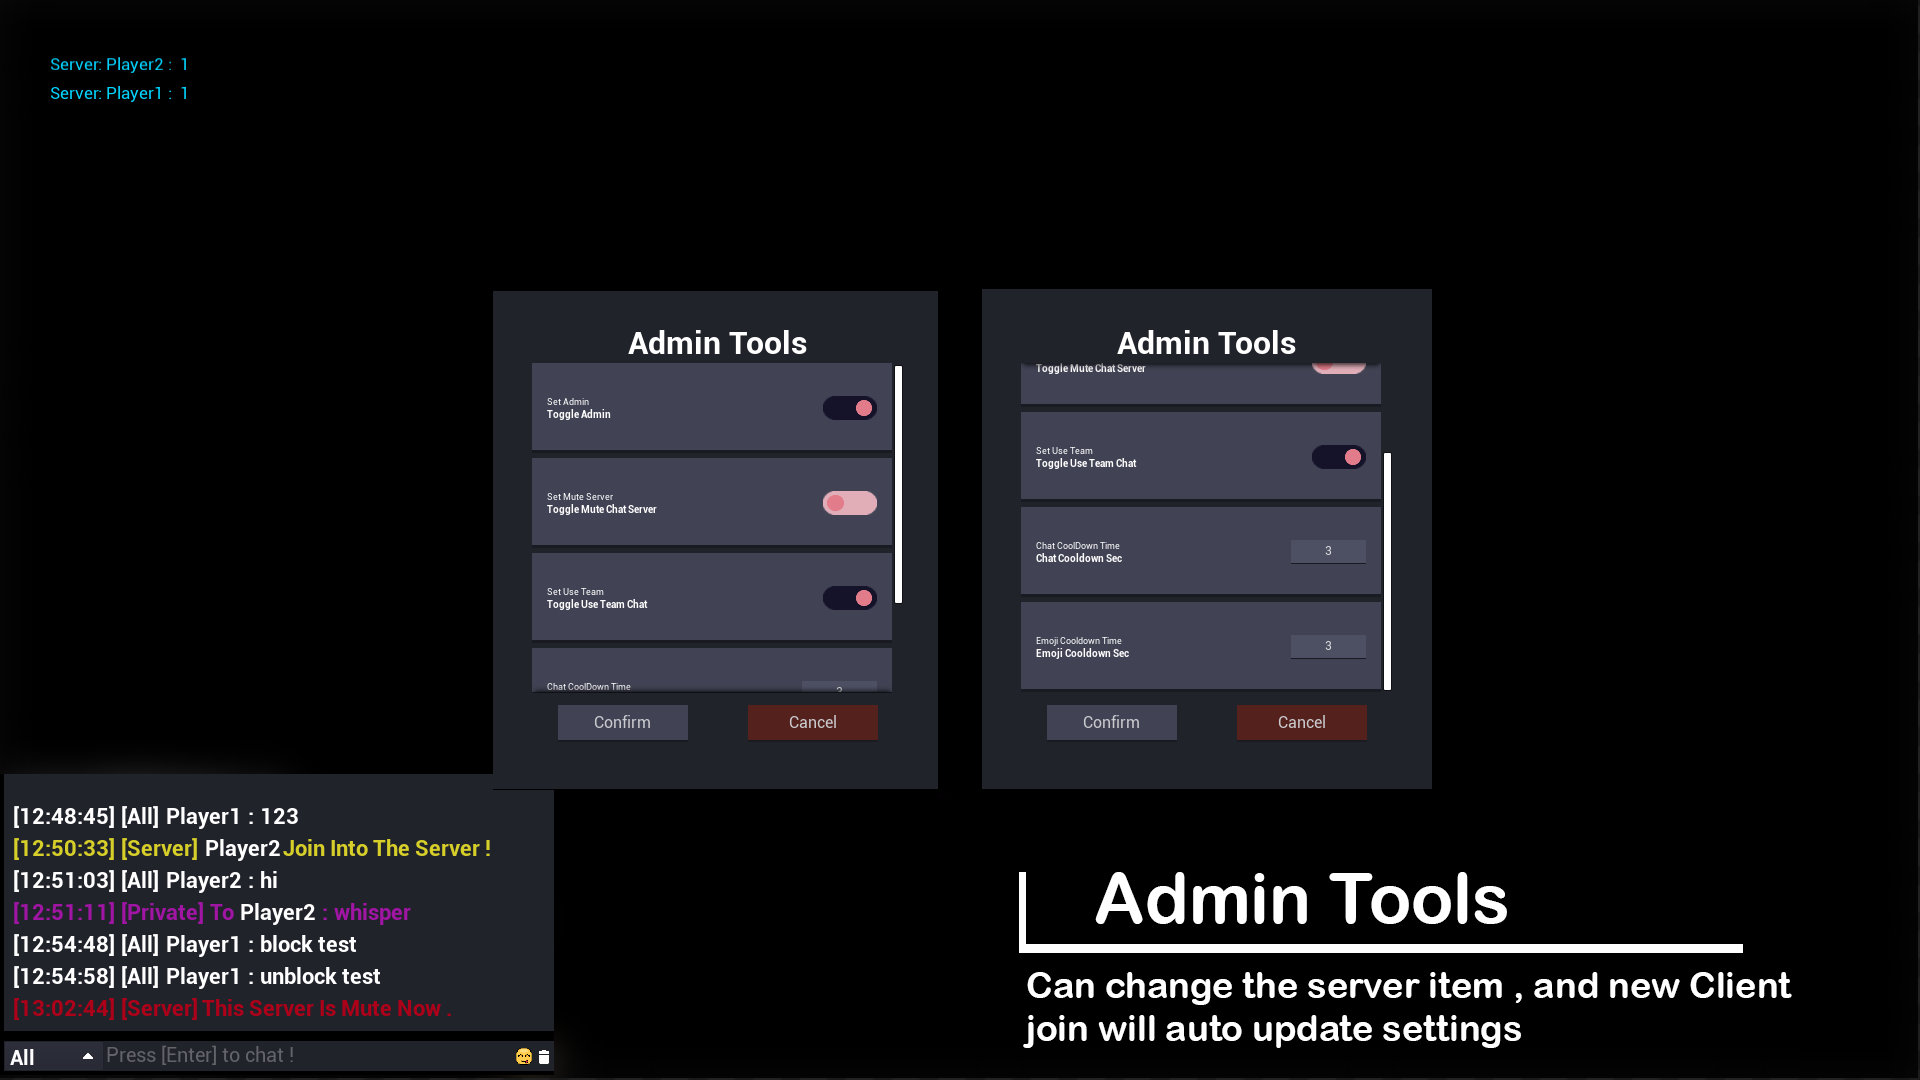 Server: Player2 : 1
Server: Player1 : 1
Admin Tools
Set Admin
Toggle Admin
Set Mute Server
Toggle Mute Chat Server
Set Use Team
Toggle Use Team Chat
Chat CoolDown Time
3
Confirm
Cancel
Admin Tools
Toggle Mute Chat Server
Set Use Team
Toggle Use Team Chat
Chat CoolDown Time
Chat Cooldown Sec
3
Emoji Cooldown Time
Emoji Cooldown Sec
3
Confirm
Cancel
[12:48:45] [All] Player1 : 123
[12:50:33] [Server] Player2 Join Into The Server !
[12:51:03] [All] Player2 : hi
[12:51:11] [Private] To Player2 : whisper
[12:54:48] [All] Player1 : block test
[12:54:58] [All] Player1 : unblock test
[13:02:44] [Server] This Server Is Mute Now .
All
Press [Enter] to chat !
Admin Tools
Can change the server item , and new Client
join will auto update settings